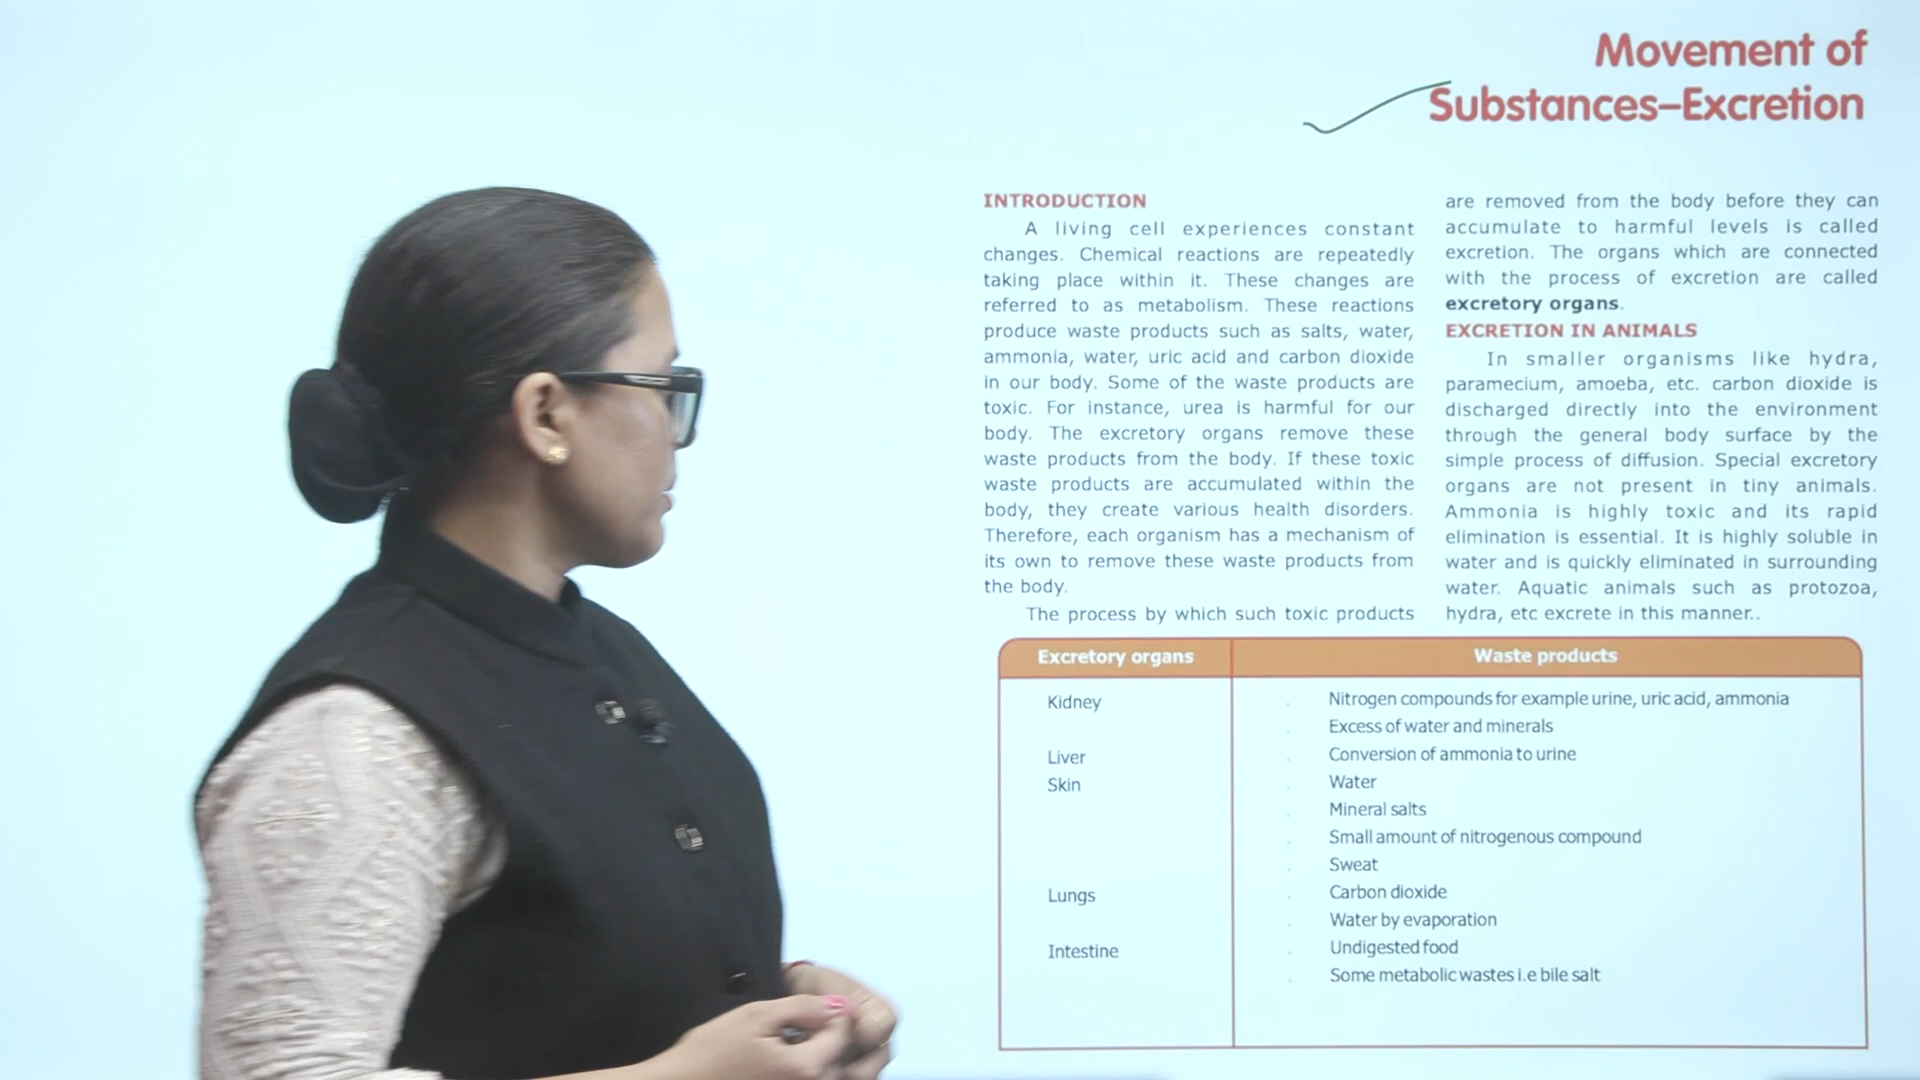 Movement of
Substances–Excretion
INTRODUCTION
A living cell experiences constant
changes. Chemical reactions are repeatedly
taking place within it. These changes are
referred to as metabolism. These reactions
produce waste products such as salts, water,
ammonia, water, uric acid and carbon dioxide
in our body. Some of the waste products are
toxic. For instance, urea is harmful for our
body. The excretory organs remove these
waste products from the body. If these toxic
waste products are accumulated within the
body, they create various health disorders.
Therefore, each organism has a mechanism of
its own to remove these waste products from
the body.
The process by which such toxic products
are removed from the body before they can
accumulate to harmful levels is called
excretion. The organs which are connected
with the process of excretion are called
excretory organs.
EXCRETION IN ANIMALS
In smaller organisms like hydra,
paramecium, amoeba, etc. carbon dioxide is
discharged directly into the environment
through the general body surface by the
simple process of diffusion. Special excretory
organs are not present in tiny animals.
Ammonia is highly toxic and its rapid
elimination is essential. It is highly soluble in
water and is quickly eliminated in surrounding
water. Aquatic animals such as protozoa,
hydra, etc excrete in this manner..
Excretory organs Waste products
Kidney Nitrogen compounds for example urine, uric acid, ammonia
Excess of water and minerals
Liver Conversion of ammonia to urine
Skin Water
Mineral salts
Small amount of nitrogenous compound
Sweat
Lungs Carbon dioxide
Water by evaporation
Intestine Undigested food
Some metabolic wastes i.e bile salt